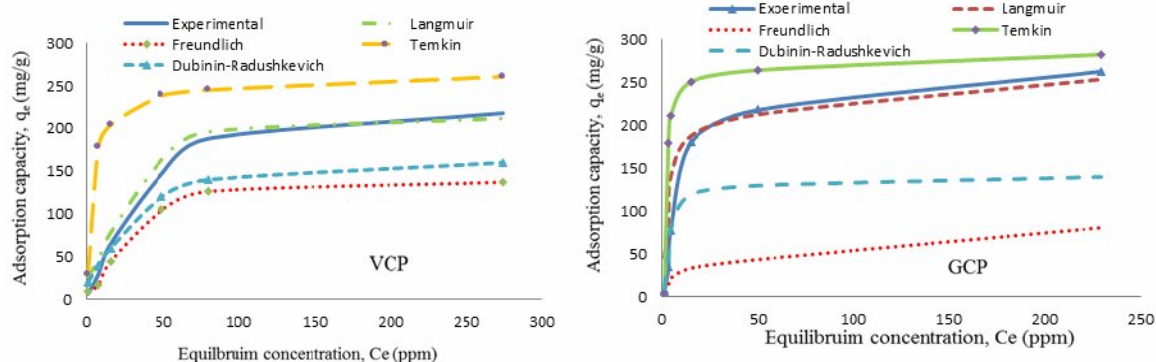 Experimental
Langmuir
Freundlich
Temkin
Dubinin-Radushkevich
300
250
200
150
100
50
0
Adsorption capacity, qe (mg/g)
VCP
0 50 100 150 200 250 300
Equilbruim concentration, Ce (ppm)
Experimental
Langmuir
Freundlich
Temkin
Dubinin-Radushkevich
300
250
200
150
100
50
0
Adsorption capacity, qe (mg/g)
GCP
0 50 100 150 200 250
Equilibruim concentration, Ce (ppm)